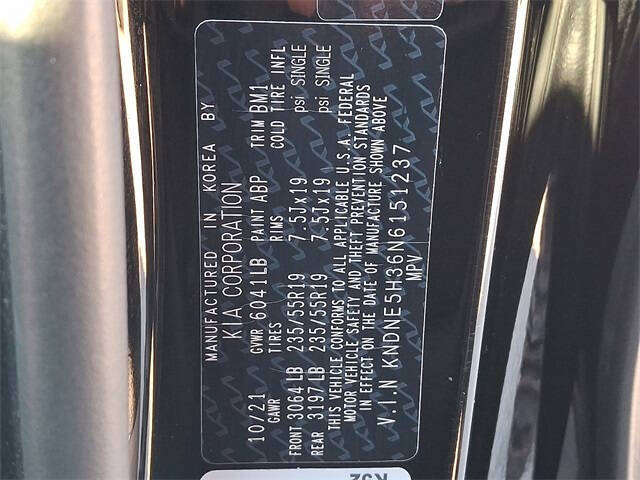 MANUFACTURED IN KOREA BY
KIA CORPORATION
10/21 GVWR 6041LB PAINT ABP TRIM BM1
GAWR TIRES RIMS COLD TIRE INFL
FRONT 3064LB 235/55R19 7.5Jx19 psi SINGLE
REAR 3197LB 235/55R19 7.5Jx19 psi SINGLE
THIS VEHICLE CONFORMS TO ALL APPLICABLE U.S.A. FEDERAL
MOTOR VEHICLE SAFETY AND THEFT PREVENTION STANDARDS
IN EFFECT ON THE DATE OF MANUFACTURE SHOWN ABOVE
V.I.N KNDNE5H36N6151237
MPV